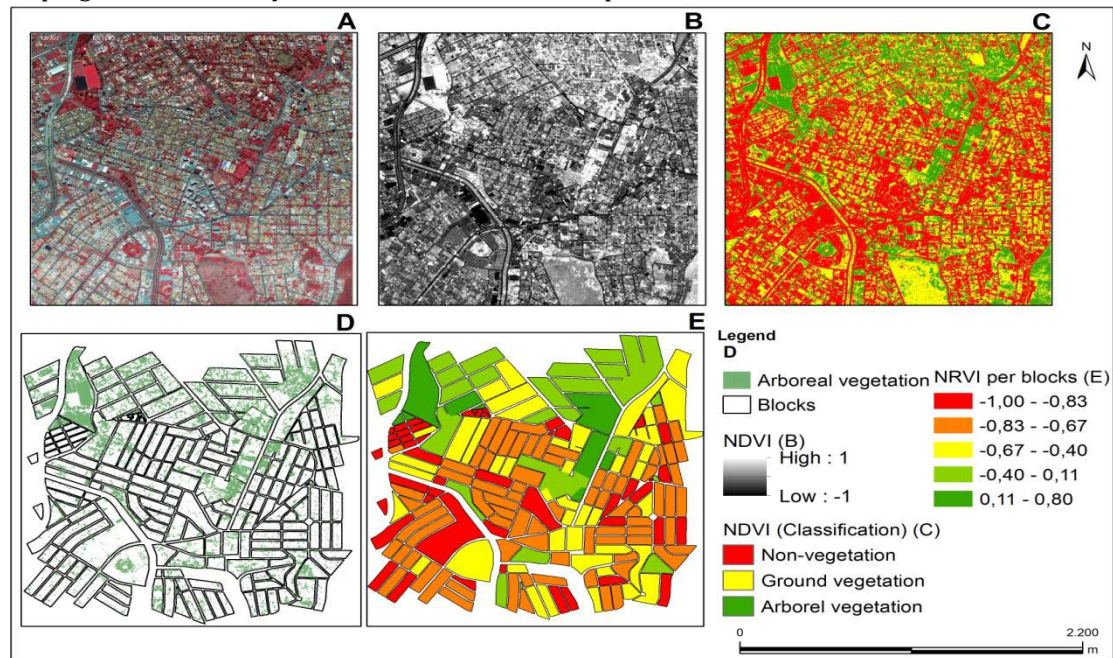 A
B
C
N
D
E
Legend
D
Arboreal vegetation
Blocks
NDVI (B)
High : 1
Low : -1
NDVI (Classification) (C)
Non-vegetation
Ground vegetation
Arborel vegetation
NRVI per blocks (E)
-1,00 - -0,83
-0,83 - -0,67
-0,67 - -0,40
-0,40 - 0,11
0,11 - 0,80
0
2.200
m